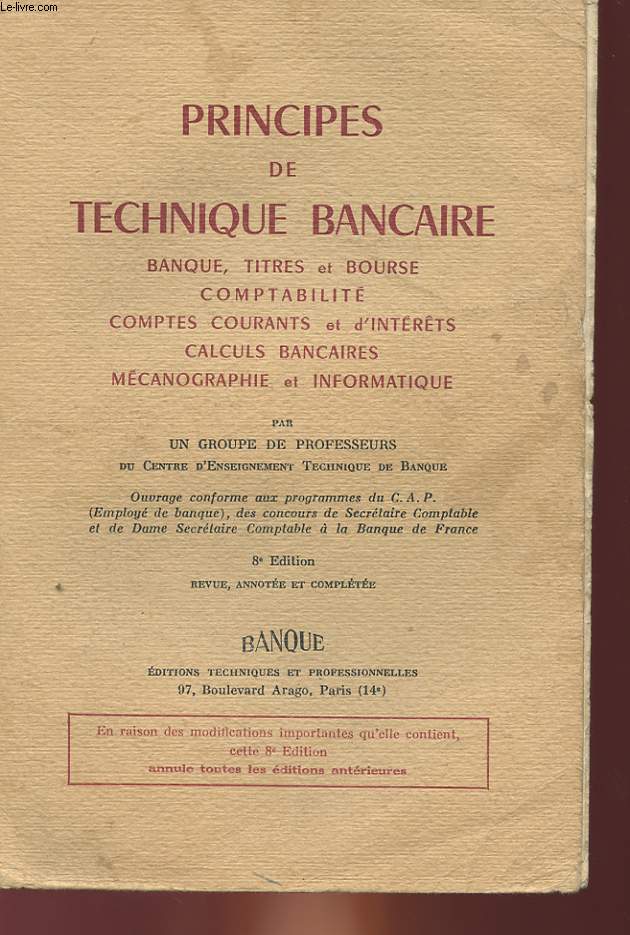 Le-livre.com
PRINCIPES
DE
TECHNIQUE BANCAIRE
BANQUE, TITRES et BOURSE
COMPTABILITÉ
COMPTES COURANTS et d'INTÉRÊTS
CALCULS BANCAIRES
MÉCANOGRAPHIE et INFORMATIQUE
PAR
UN GROUPE DE PROFESSEURS
DU CENTRE D'ENSEIGNEMENT TECHNIQUE DE BANQUE
Ouvrage conforme aux programmes du C. A. P.
(Employé de banque), des concours de Secrétaire Comptable
et de Dame Secrétaire Comptable à la Banque de France
8e Edition
REVUE, ANNOTÉE ET COMPLÉTÉE
BANQUE
ÉDITIONS TECHNIQUES ET PROFESSIONNELLES
97, Boulevard Arago, Paris (14e)
En raison des modifications importantes qu'elle contient,
cette 8e Edition
annule toutes les éditions antérieures